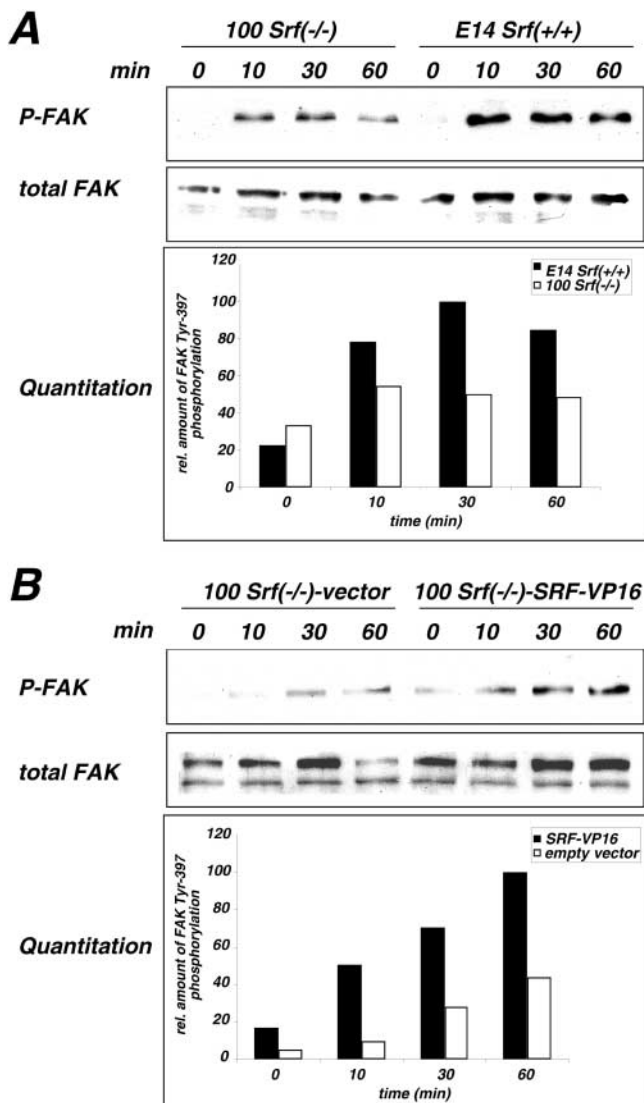 A
100 Srf(-/-) E14 Srf(+/+)
min 0 10 30 60 0 10 30 60
P-FAK
total FAK
Quantitation
rel. amount of FAK Tyr-397
phosphorylation
120
100
80
60
40
20
0
E14 Srf(+/+)
100 Srf(-/-)
0 10 30 60
time (min)
B
100 Srf(-/-)-vector 100 Srf(-/-)-SRF-VP16
min 0 10 30 60 0 10 30 60
P-FAK
total FAK
Quantitation
rel. amount of FAK Tyr-397
phosphorylation
120
100
80
60
40
20
0
SRF-VP16
empty vector
0 10 30 60
time (min)